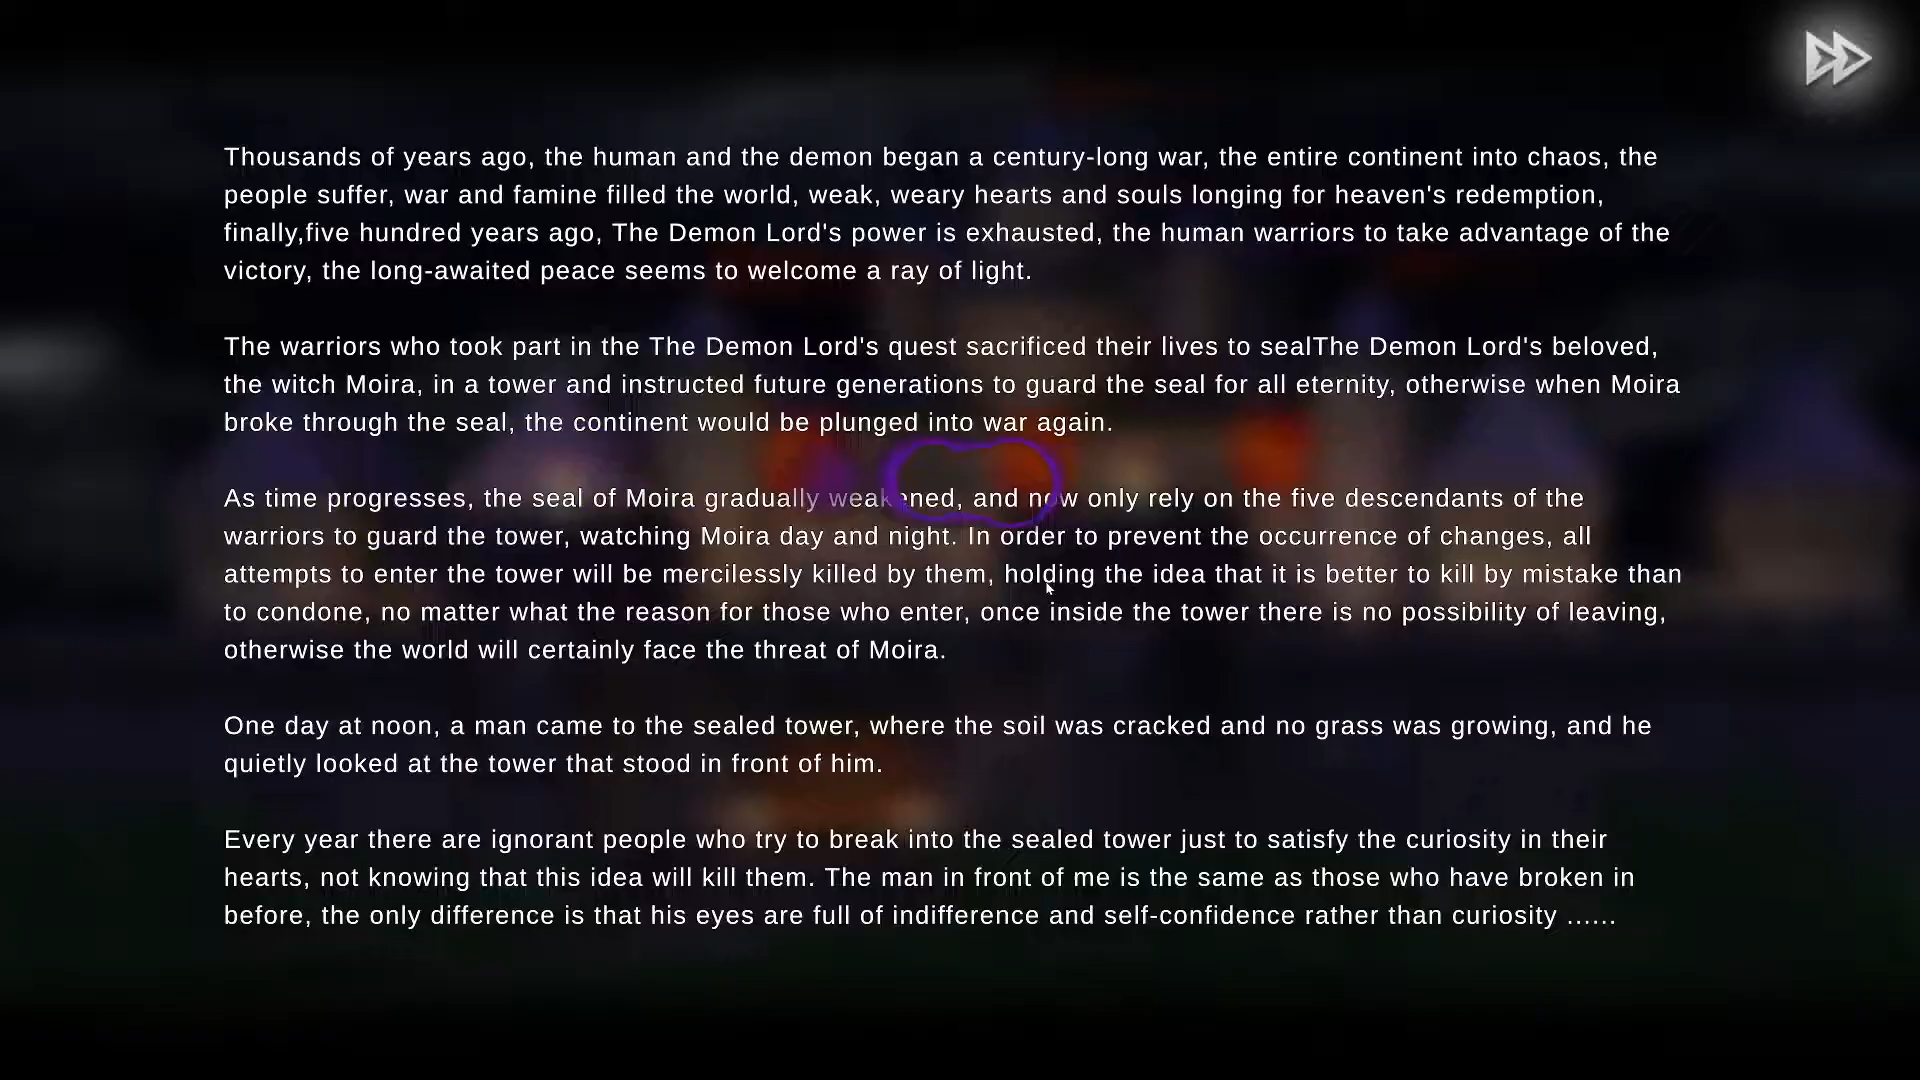 Thousands of years ago, the human and the demon began a century-long war, the entire continent into chaos, the
people suffer, war and famine filled the world, weak, weary hearts and souls longing for heaven's redemption,
finally,five hundred years ago, The Demon Lord's power is exhausted, the human warriors to take advantage of the
victory, the long-awaited peace seems to welcome a ray of light.
The warriors who took part in the The Demon Lord's quest sacrificed their lives to sealThe Demon Lord's beloved,
the witch Moira, in a tower and instructed future generations to guard the seal for all eternity, otherwise when Moira
broke through the seal, the continent would be plunged into war again.
As time progresses, the seal of Moira gradually weakened, and now only rely on the five descendants of the
warriors to guard the tower, watching Moira day and night. In order to prevent the occurrence of changes, all
attempts to enter the tower will be mercilessly killed by them, holding the idea that it is better to kill by mistake than
to condone, no matter what the reason for those who enter, once inside the tower there is no possibility of leaving,
otherwise the world will certainly face the threat of Moira.
One day at noon, a man came to the sealed tower, where the soil was cracked and no grass was growing, and he
quietly looked at the tower that stood in front of him.
Every year there are ignorant people who try to break into the sealed tower just to satisfy the curiosity in their
hearts, not knowing that this idea will kill them. The man in front of me is the same as those who have broken in
before, the only difference is that his eyes are full of indifference and self-confidence rather than curiosity ......